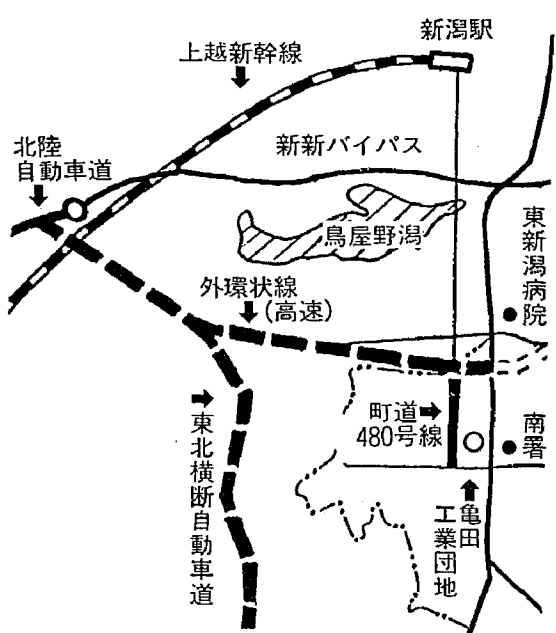 新潟駅
上越新幹線
北陸
自動車道
新新バイパス
鳥屋野潟
東新潟病院
外環状線
(高速)
町道
480号線
南署
東北横断自動車道
亀田
工業団地